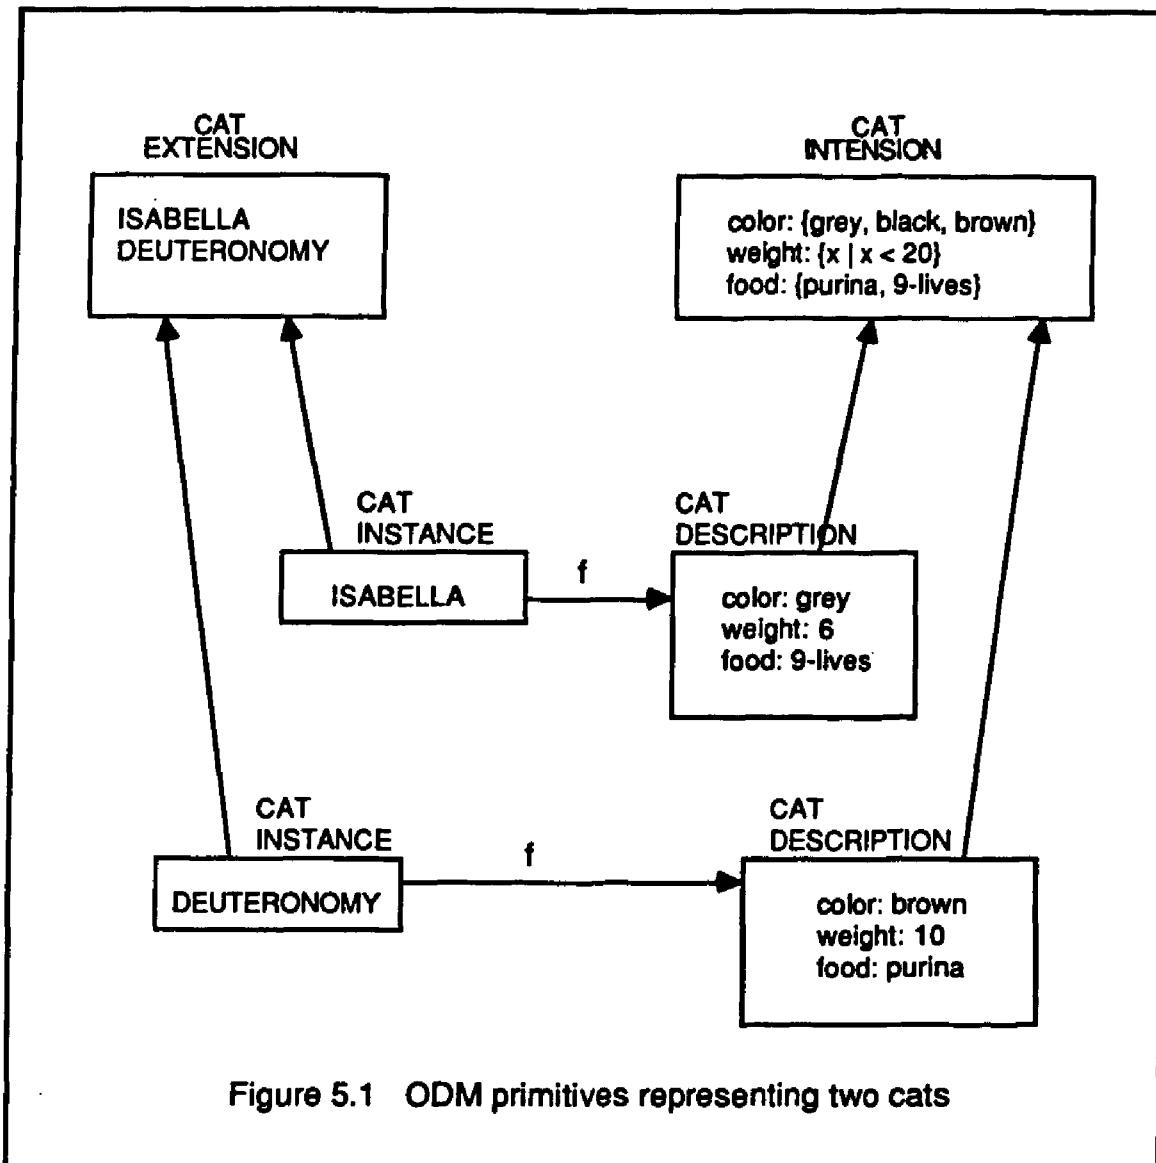 CAT
EXTENSION
ISABELLA
DEUTERONOMY
CAT
INTENSION
color: {grey, black, brown}
weight: {x | x < 20}
food: {purina, 9-lives}
CAT
INSTANCE
ISABELLA
f
CAT
DESCRIPTION
color: grey
weight: 6
food: 9-lives
CAT
INSTANCE
DEUTERONOMY
f
CAT
DESCRIPTION
color: brown
weight: 10
food: purina
Figure 5.1 ODM primitives representing two cats